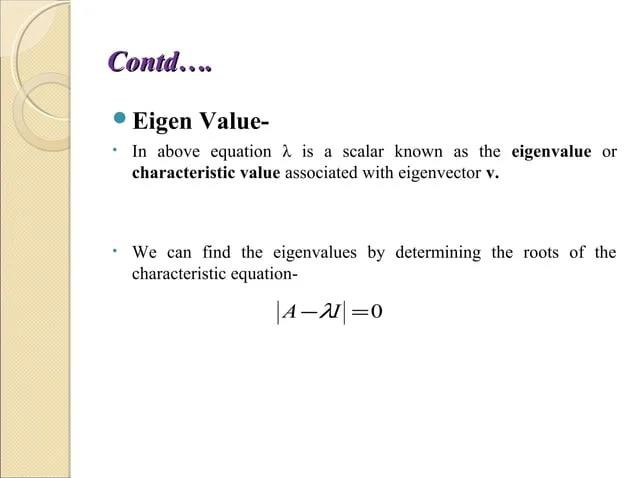 Contd….
Eigen Value-
• In above equation λ is a scalar known as the eigenvalue or
characteristic value associated with eigenvector v.
• We can find the eigenvalues by determining the roots of the
characteristic equation-
|A−λI|=0